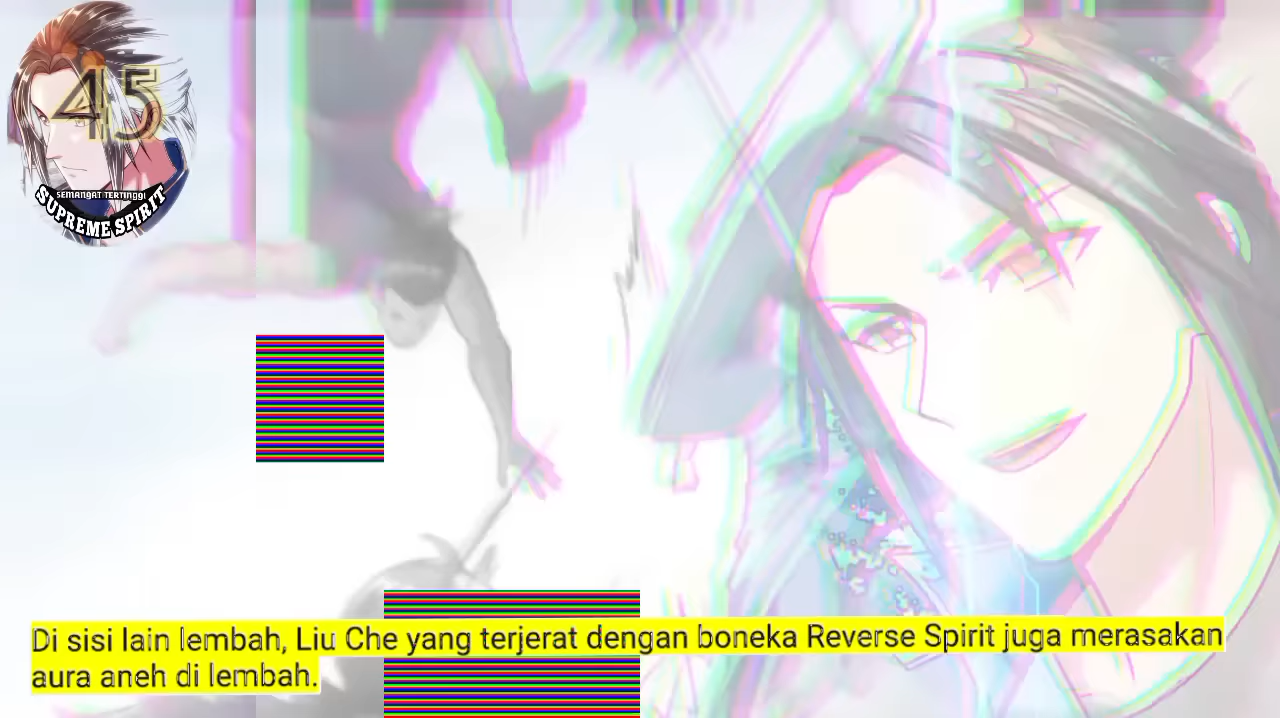 45
SEMANGAT TERTINGGI
SUPREME SPIRIT
Di sisi lain lembah, Liu Che yang terjerat dengan boneka Reverse Spirit juga merasakan
aura aneh di lembah.